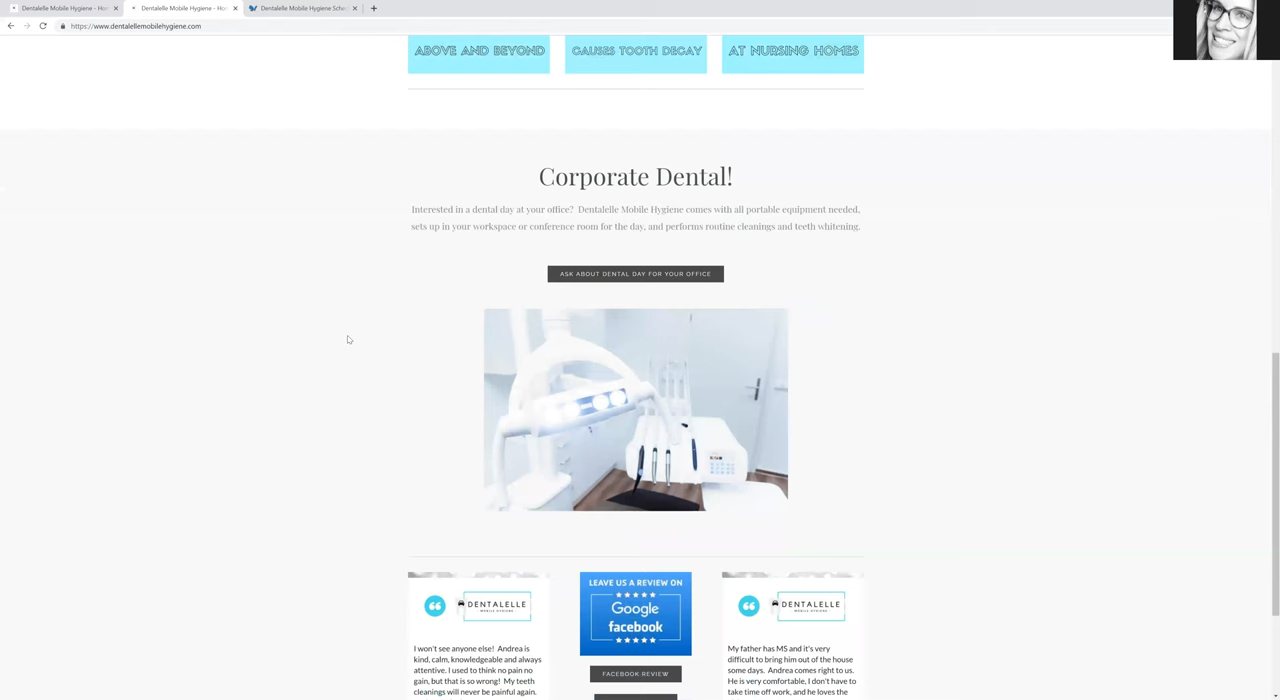 Dentalelle Mobile Hygiene - Hom
Dentalelle Mobile Hygiene - Hom
Dentalelle Mobile Hygiene Sched
https://www.dentalellemobilehygiene.com
ABOVE AND BEYOND
CAUSES TOOTH DECAY
AT NURSING HOMES
Corporate Dental!
Interested in a dental day at your office? Dentalelle Mobile Hygiene comes with all portable equipment needed,
sets up in your workspace or conference room for the day, and performs routine cleanings and teeth whitening.
ASK ABOUT DENTAL DAY FOR YOUR OFFICE
DENTALELLE
MOBILE HYGIENE
I won't see anyone else! Andrea is
kind, calm, knowledgeable and always
attentive. I used to think no pain no
gain, but that is so wrong! My teeth
cleanings will never be painful again.
LEAVE US A REVIEW ON
Google
facebook
FACEBOOK REVIEW
DENTALELLE
MOBILE HYGIENE
My father has MS and it's very
difficult to bring him out of the house
some days. Andrea comes right to us.
He is very comfortable, I don't have to
take time off work, and he loves the